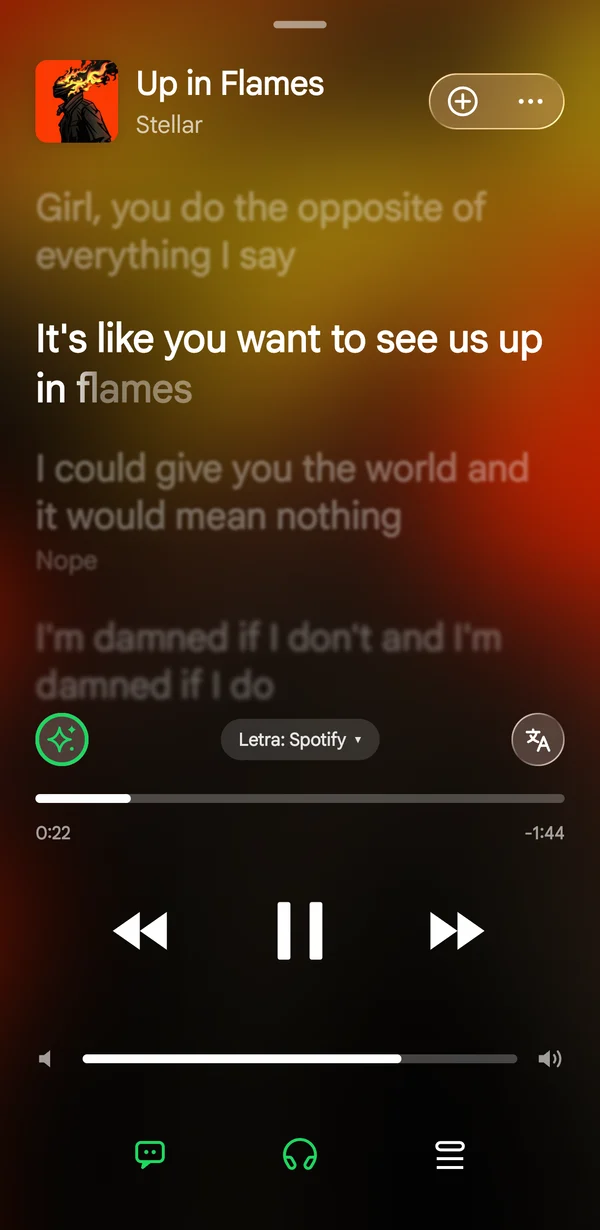 Up in Flames
Stellar
Girl, you do the opposite of
everything I say
It's like you want to see us up
in flames
I could give you the world and
it would mean nothing
Nope
I'm damned if I don't and I'm
damned if I do
Letra: Spotify
文A
0:22
-1:44